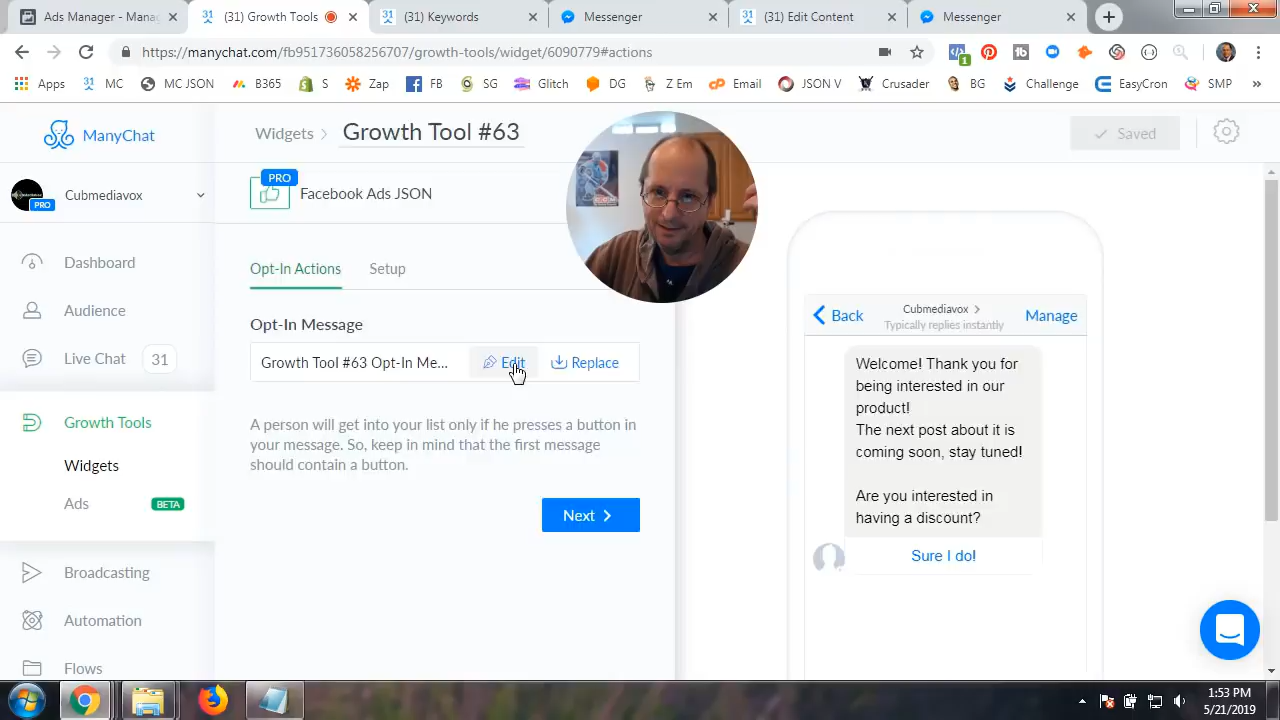 Ads Manager - Manag
(31) Growth Tools
(31) Keywords
Messenger
(31) Edit Content
Messenger
https://manychat.com/fb951736058256707/growth-tools/widget/6090779#actions
Apps
MC
MC JSON
B365
S
Zap
FB
SG
Glitch
DG
Z Em
Email
JSON V
Crusader
BG
Challenge
EasyCron
SMP
ManyChat
Widgets
Growth Tool #63
Saved
Cubmediavox
PRO
PRO
Facebook Ads JSON
Dashboard
Audience
Live Chat 31
Growth Tools
Widgets
Ads BETA
Broadcasting
Automation
Flows
Opt-In Actions
Setup
Opt-In Message
Growth Tool #63 Opt-In Me...
Edit
Replace
A person will get into your list only if he presses a button in
your message. So, keep in mind that the first message
should contain a button.
Next
Back
Cubmediavox
Typically replies instantly
Manage
Welcome! Thank you for
being interested in our
product!
The next post about it is
coming soon, stay tuned!
Are you interested in
having a discount?
Sure I do!
1:53 PM
5/21/2019